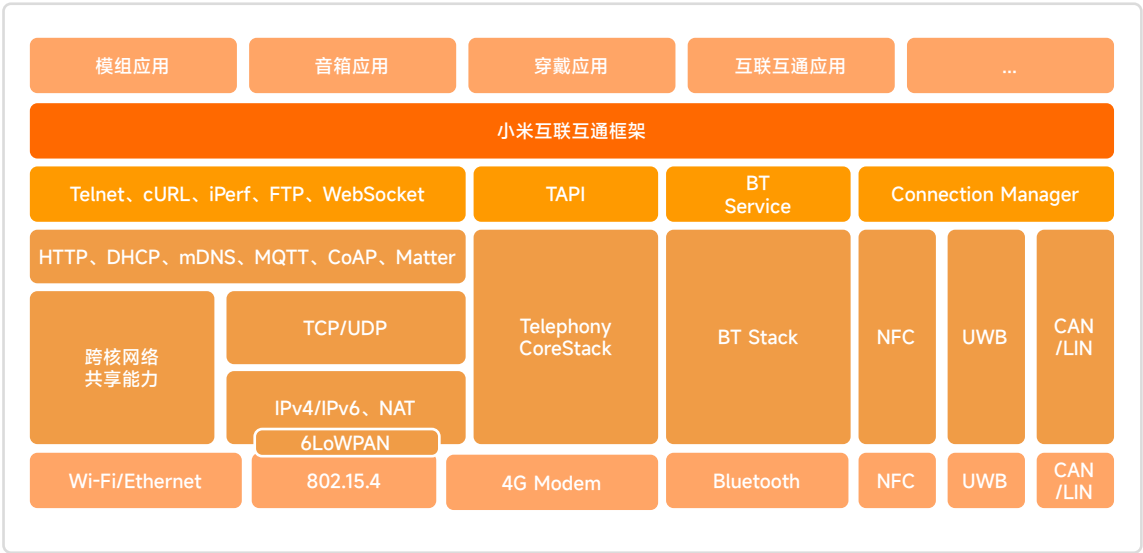 模组应用
音箱应用
穿戴应用
互联互通应用
...
小米互联互通框架
Telnet、cURL、iPerf、FTP、WebSocket
TAPI
BT
Service
Connection Manager
HTTP、DHCP、mDNS、MQTT、CoAP、Matter
跨核网络
共享能力
TCP/UDP
IPv4/IPv6、NAT
6LoWPAN
Telephony
CoreStack
BT Stack
NFC
UWB
CAN
/LIN
Wi-Fi/Ethernet
802.15.4
4G Modem
Bluetooth
NFC
UWB
CAN
/LIN